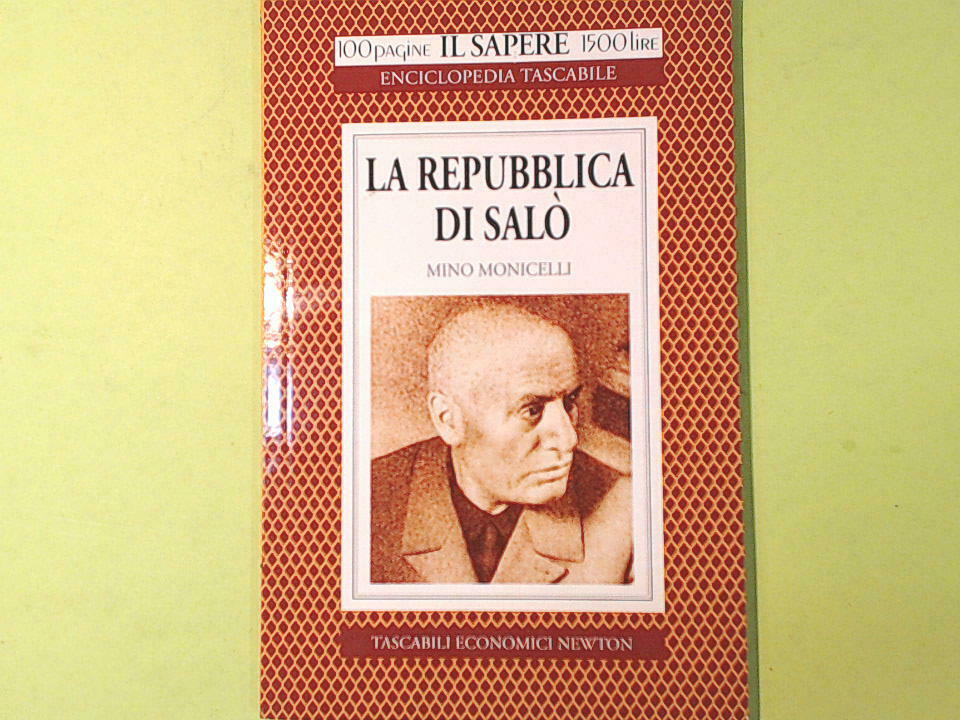 100 pagine IL SAPERE 1500 lire
ENCICLOPEDIA TASCABILE
LA REPUBBLICA
DI SALÒ
MINO MONICELLI
TASCABILI ECONOMICI NEWTON